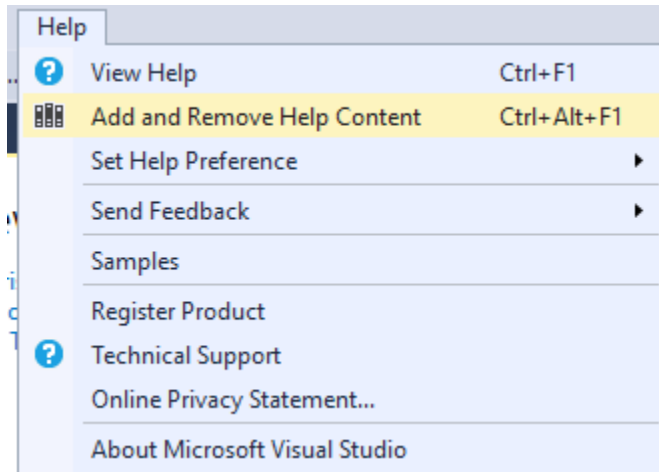 Help
View Help Ctrl+F1
Add and Remove Help Content Ctrl+Alt+F1
Set Help Preference
Send Feedback
Samples
Register Product
Technical Support
Online Privacy Statement...
About Microsoft Visual Studio